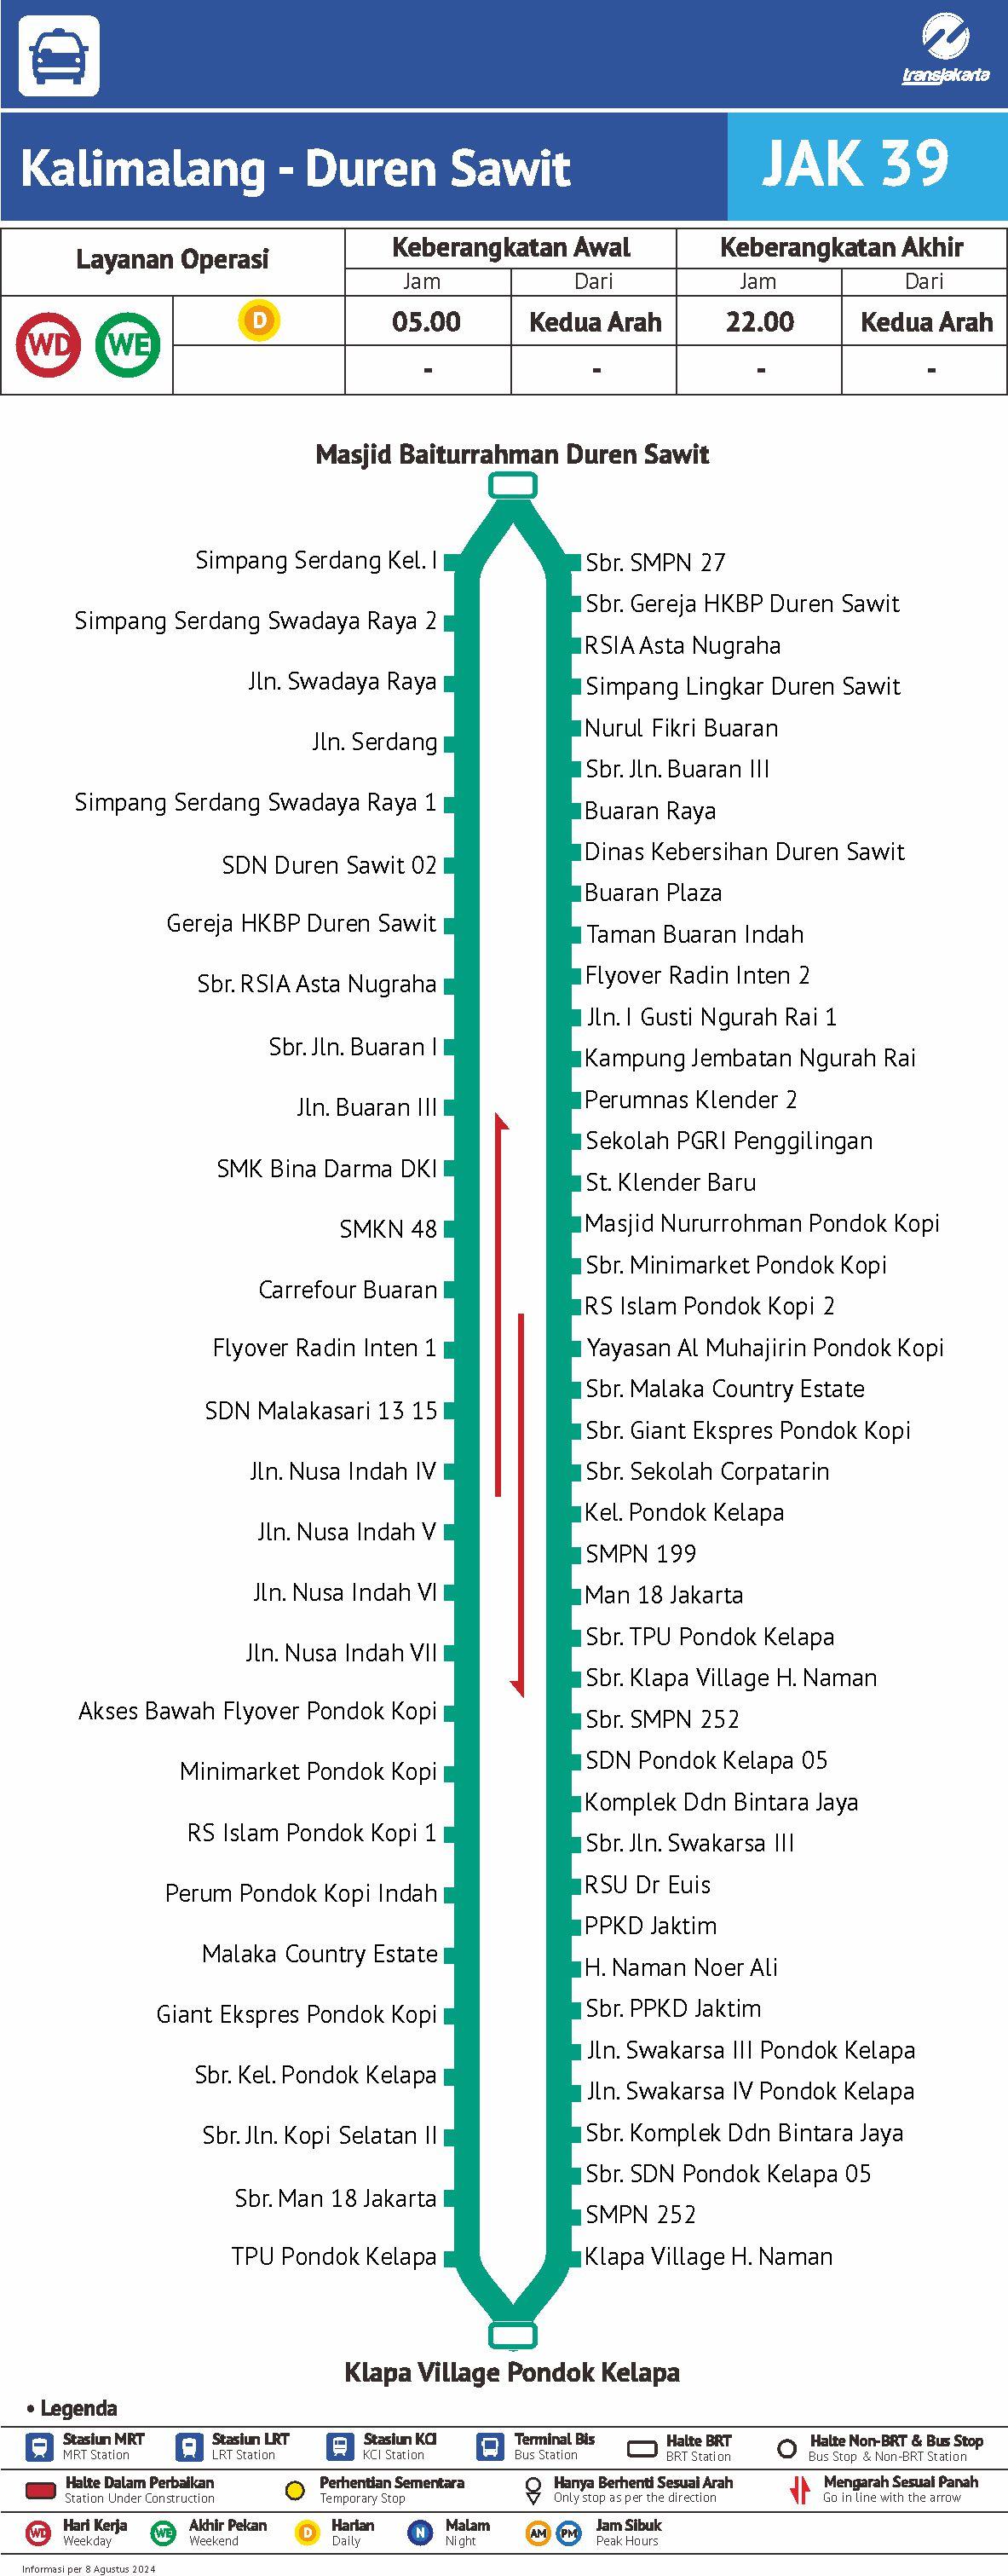 transjakarta
Kalimalang - Duren Sawit
JAK 39
Layanan Operasi
Keberangkatan Awal
Keberangkatan Akhir
Jam
Dari
Jam
Dari
WD
WE
D
05.00
Kedua Arah
22.00
Kedua Arah
-
-
-
-
Masjid Baiturrahman Duren Sawit
Simpang Serdang Kel. I
Simpang Serdang Swadaya Raya 2
Jln. Swadaya Raya
Jln. Serdang
Simpang Serdang Swadaya Raya 1
SDN Duren Sawit 02
Gereja HKBP Duren Sawit
Sbr. RSIA Asta Nugraha
Sbr. Jln. Buaran I
Jln. Buaran III
SMK Bina Darma DKI
SMKN 48
Carrefour Buaran
Flyover Radin Inten 1
SDN Malakasari 13 15
Jln. Nusa Indah IV
Jln. Nusa Indah V
Jln. Nusa Indah VI
Jln. Nusa Indah VII
Akses Bawah Flyover Pondok Kopi
Minimarket Pondok Kopi
RS Islam Pondok Kopi 1
Perum Pondok Kopi Indah
Malaka Country Estate
Giant Ekspres Pondok Kopi
Sbr. Kel. Pondok Kelapa
Sbr. Jln. Kopi Selatan II
Sbr. Man 18 Jakarta
TPU Pondok Kelapa
Sbr. SMPN 27
Sbr. Gereja HKBP Duren Sawit
RSIA Asta Nugraha
Simpang Lingkar Duren Sawit
Nurul Fikri Buaran
Sbr. Jln. Buaran III
Buaran Raya
Dinas Kebersihan Duren Sawit
Buaran Plaza
Taman Buaran Indah
Flyover Radin Inten 2
Jln. I Gusti Ngurah Rai 1
Kampung Jembatan Ngurah Rai
Perumnas Klender 2
Sekolah PGRI Penggilingan
St. Klender Baru
Masjid Nururrohman Pondok Kopi
Sbr. Minimarket Pondok Kopi
RS Islam Pondok Kopi 2
Yayasan Al Muhajirin Pondok Kopi
Sbr. Malaka Country Estate
Sbr. Giant Ekspres Pondok Kopi
Sbr. Sekolah Corpatarin
Kel. Pondok Kelapa
SMPN 199
Man 18 Jakarta
Sbr. TPU Pondok Kelapa
Sbr. Klapa Village H. Naman
Sbr. SMPN 252
SDN Pondok Kelapa 05
Komplek Ddn Bintara Jaya
Sbr. Jln. Swakarsa III
RSU Dr Euis
PPKD Jaktim
H. Naman Noer Ali
Sbr. PPKD Jaktim
Jln. Swakarsa III Pondok Kelapa
Jln. Swakarsa IV Pondok Kelapa
Sbr. Komplek Ddn Bintara Jaya
Sbr. SDN Pondok Kelapa 05
SMPN 252
Klapa Village H. Naman
Klapa Village Pondok Kelapa
• Legenda
Stasiun MRT
MRT Station
Stasiun LRT
LRT Station
Stasiun KCI
KCI Station
Terminal Bis
Bus Station
Halte BRT
BRT Station
Halte Non-BRT & Bus Stop
Bus Stop & Non-BRT Station
Halte Dalam Perbaikan
Station Under Construction
Perhentian Sementara
Temporary Stop
Hanya Berhenti Sesuai Arah
Only stop as per the direction
Mengarah Sesuai Panah
Go in line with the arrow
WD
Hari Kerja
Weekday
WE
Akhir Pekan
Weekend
D
Harian
Daily
N
Malam
Night
AM
PM
Jam Sibuk
Peak Hours
Informasi per 8 Agustus 2024